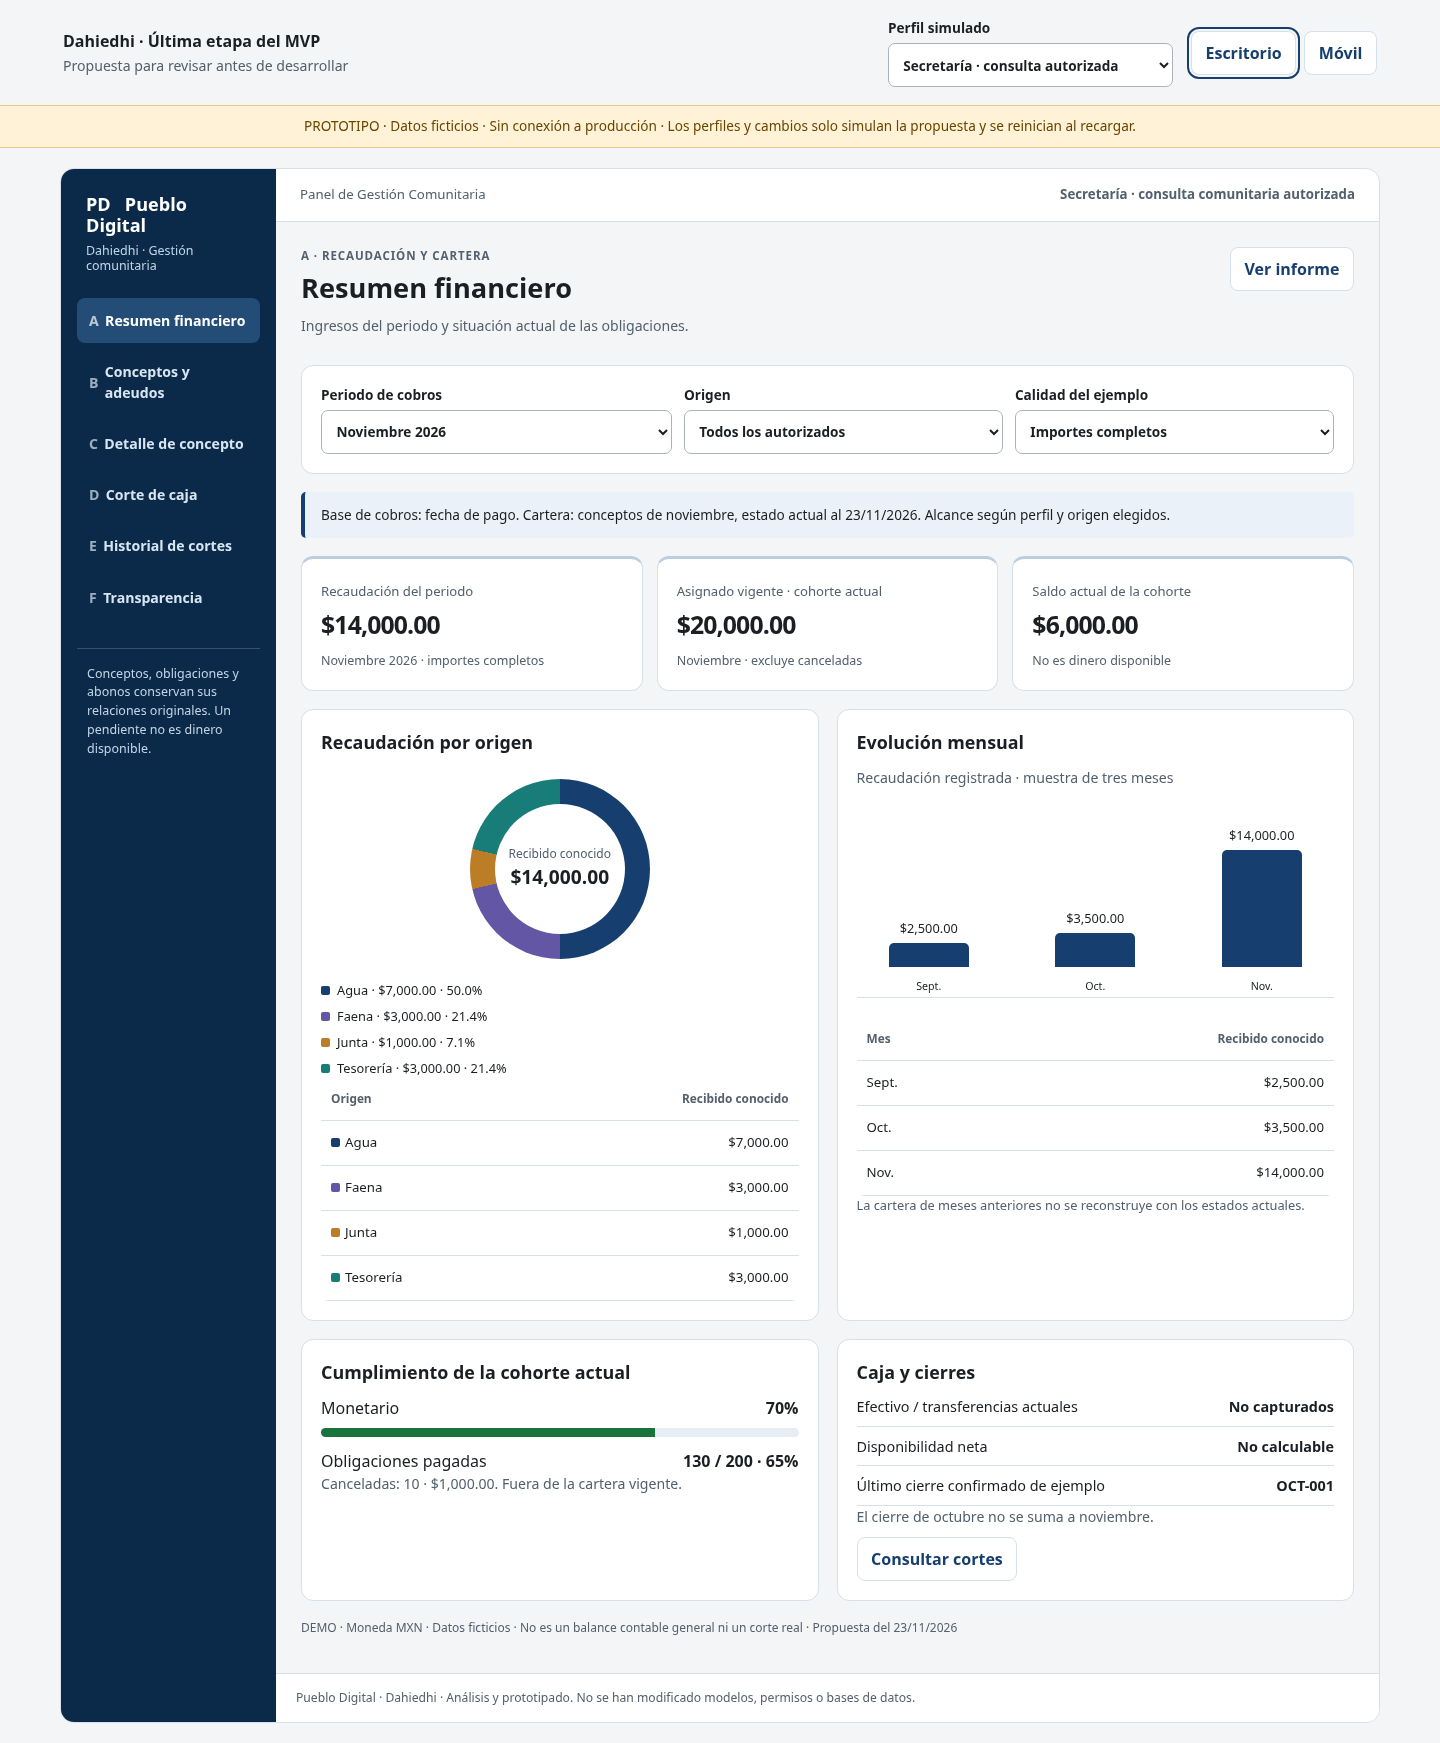 Dahiedhi · Última etapa del MVP
Propuesta para revisar antes de desarrollar
Perfil simulado
Secretaría · consulta autorizada
Escritorio
Móvil
PROTOTIPO · Datos ficticios · Sin conexión a producción · Los perfiles y cambios solo simulan la propuesta y se reinician al recargar.
PD Pueblo
Digital
Dahiedhi · Gestión
comunitaria
A Resumen financiero
B Conceptos y
adeudos
C Detalle de concepto
D Corte de caja
E Historial de cortes
F Transparencia
Conceptos, obligaciones y
abonos conservan sus
relaciones originales. Un
pendiente no es dinero
disponible.
Panel de Gestión Comunitaria
Secretaría · consulta comunitaria autorizada
A · RECAUDACIÓN Y CARTERA
Resumen financiero
Ingresos del periodo y situación actual de las obligaciones.
Ver informe
Periodo de cobros
Noviembre 2026
Origen
Todos los autorizados
Calidad del ejemplo
Importes completos
Base de cobros: fecha de pago. Cartera: conceptos de noviembre, estado actual al 23/11/2026. Alcance según perfil y origen elegidos.
Recaudación del periodo
$14,000.00
Noviembre 2026 · importes completos
Asignado vigente · cohorte actual
$20,000.00
Noviembre · excluye canceladas
Saldo actual de la cohorte
$6,000.00
No es dinero disponible
Recaudación por origen
Recibido conocido
$14,000.00
Agua · $7,000.00 · 50.0%
Faena · $3,000.00 · 21.4%
Junta · $1,000.00 · 7.1%
Tesorería · $3,000.00 · 21.4%
Origen Recibido conocido
Agua $7,000.00
Faena $3,000.00
Junta $1,000.00
Tesorería $3,000.00
Evolución mensual
Recaudación registrada · muestra de tres meses
$2,500.00
$3,500.00
$14,000.00
Sept. Oct. Nov.
Mes Recibido conocido
Sept. $2,500.00
Oct. $3,500.00
Nov. $14,000.00
La cartera de meses anteriores no se reconstruye con los estados actuales.
Cumplimiento de la cohorte actual
Monetario 70%
Obligaciones pagadas 130 / 200 · 65%
Canceladas: 10 · $1,000.00. Fuera de la cartera vigente.
Caja y cierres
Efectivo / transferencias actuales No capturados
Disponibilidad neta No calculable
Último cierre confirmado de ejemplo OCT-001
El cierre de octubre no se suma a noviembre.
Consultar cortes
DEMO · Moneda MXN · Datos ficticios · No es un balance contable general ni un corte real · Propuesta del 23/11/2026
Pueblo Digital · Dahiedhi · Análisis y prototipado. No se han modificado modelos, permisos o bases de datos.